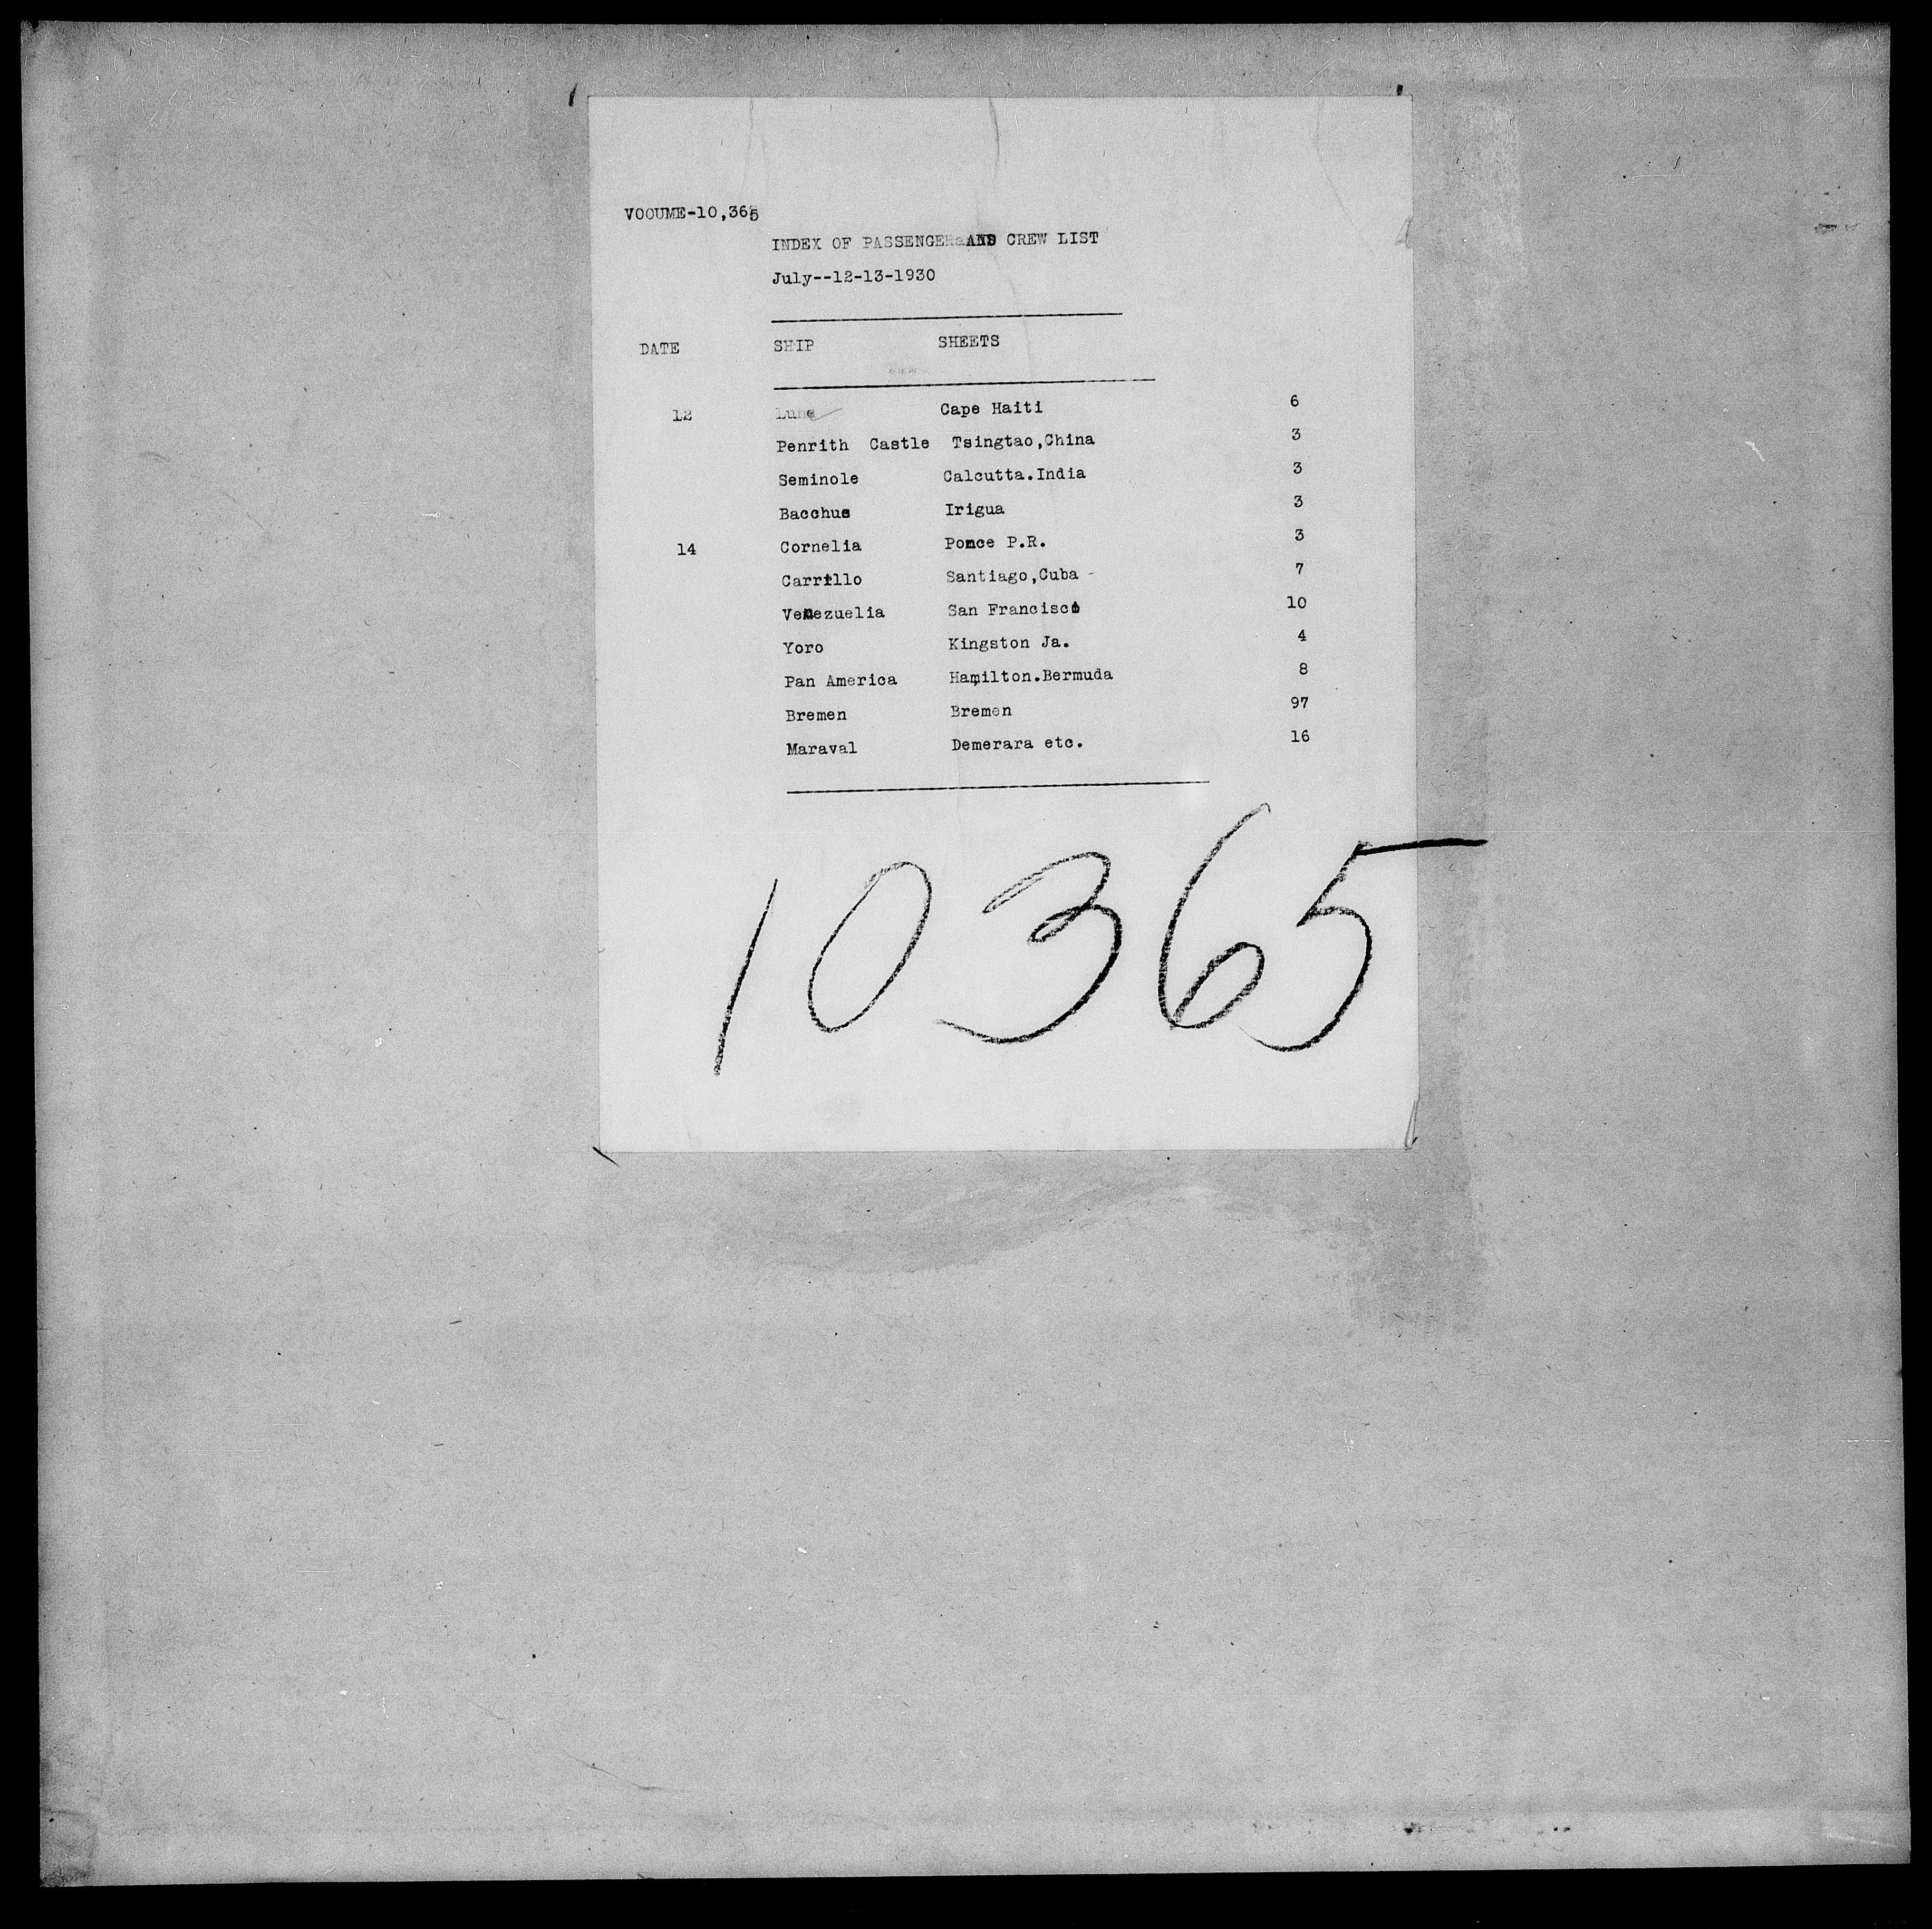 VOOUME-10,365
INDEX OF PASSENGER AND CREW LIST
July--12-13-1930
DATE SHIP SHEETS
12 Luna Cape Haiti 6
Penrith Castle Tsingtao,China 3
Seminole Calcutta.India 3
Bacchus Irigua 3
14 Cornelia Ponce P.R. 3
Carrillo Santiago,Cuba - 7
Venezuelia San Francisco 10
Yoro Kingston Ja. 4
Pan America Hamilton.Bermuda 8
Bremen Bremen 97
Maraval Demerara etc. 16
10365